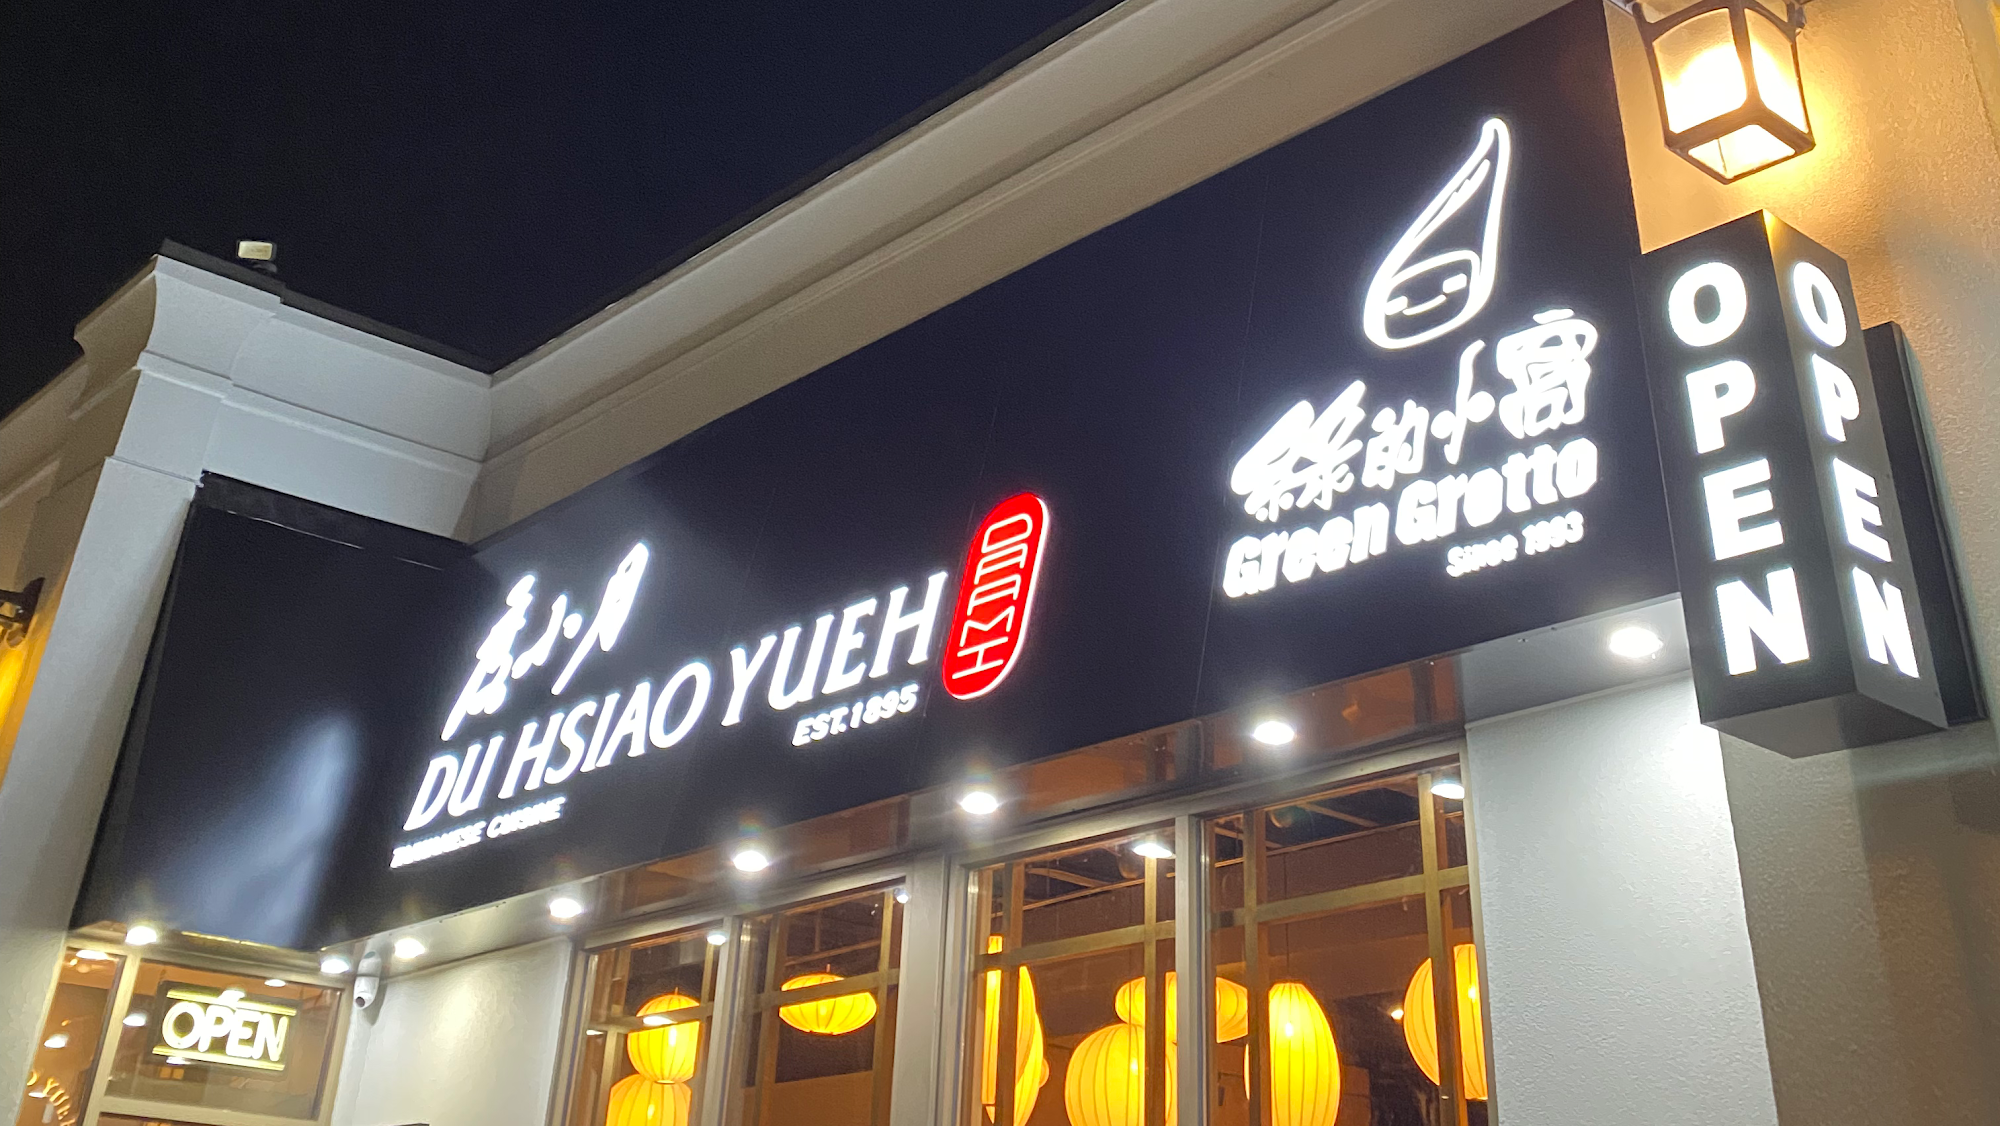 度小月
DU HSIAO YUEH
EST.1895
TAIWANESE CUISINE
DAAMI
綠的小窩
Green Grotto
Since 1993
OPEN
OPEN
OPEN